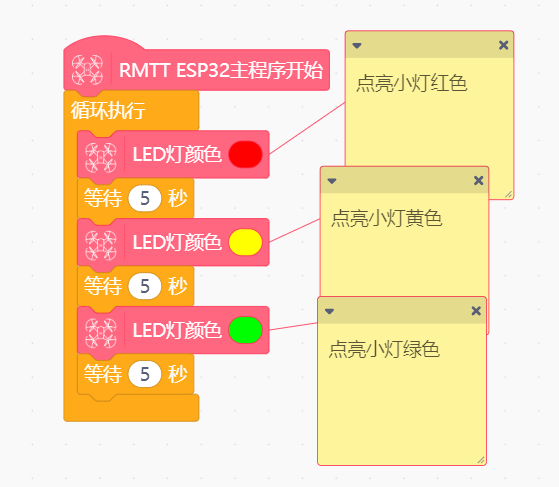 RMTT ESP32主程序开始
循环执行
LED灯颜色
点亮小灯红色
等待 5 秒
LED灯颜色
点亮小灯黄色
等待 5 秒
LED灯颜色
点亮小灯绿色
等待 5 秒